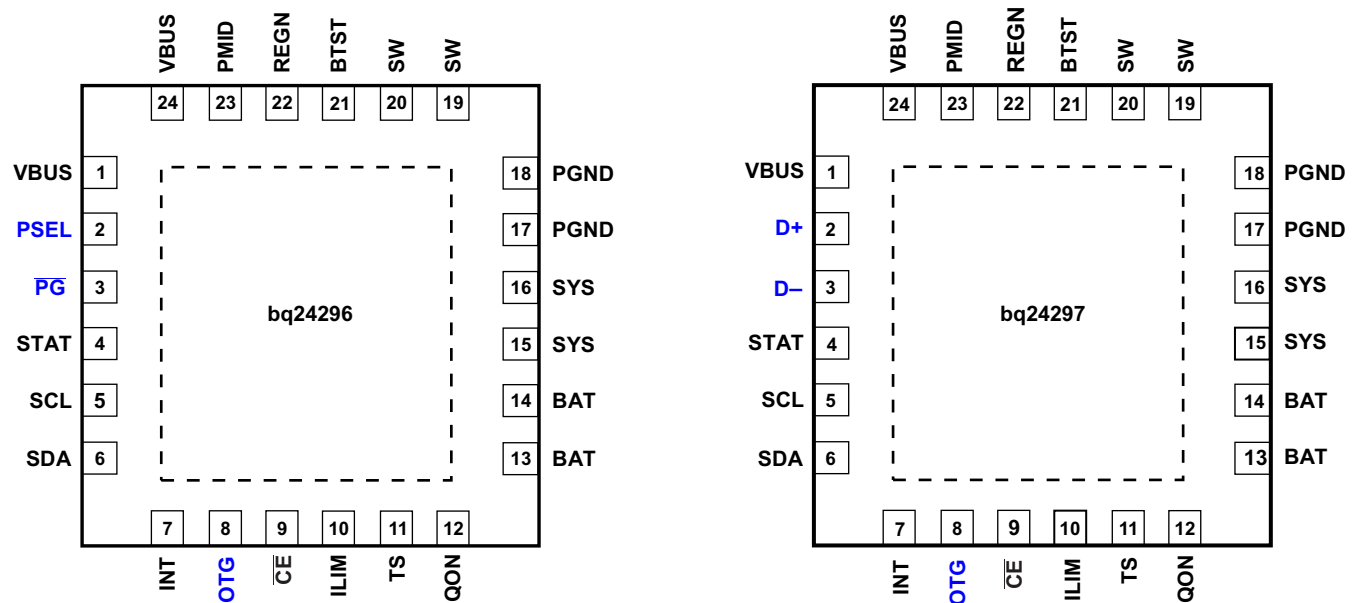 VBUS PMID REGN BTST SW SW
24 23 22 21 20 19
VBUS 1
PSEL 2
P̅G̅ 3
STAT 4
SCL 5
SDA 6
18 PGND
17 PGND
16 SYS
15 SYS
14 BAT
13 BAT
bq24296
7 8 9 10 11 12
INT OTG C̅E̅ ILIM TS QON
VBUS PMID REGN BTST SW SW
24 23 22 21 20 19
VBUS 1
D+ 2
D– 3
STAT 4
SCL 5
SDA 6
18 PGND
17 PGND
16 SYS
15 SYS
14 BAT
13 BAT
bq24297
7 8 9 10 11 12
INT OTG C̅E̅ ILIM TS QON